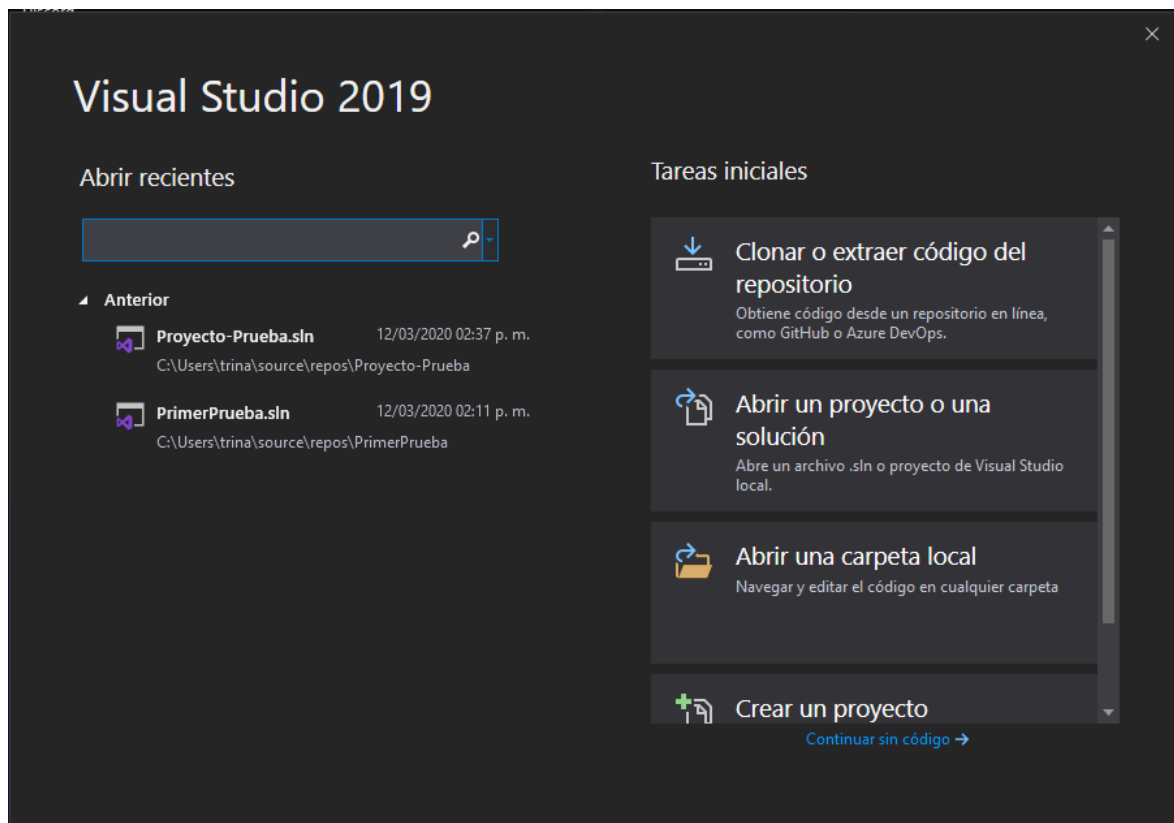 Visual Studio 2019
Abrir recientes
Anterior
Proyecto-Prueba.sln 12/03/2020 02:37 p. m.
C:\Users\trina\source\repos\Proyecto-Prueba
PrimerPrueba.sln 12/03/2020 02:11 p. m.
C:\Users\trina\source\repos\PrimerPrueba
Tareas iniciales
Clonar o extraer código del
repositorio
Obtiene código desde un repositorio en línea,
como GitHub o Azure DevOps.
Abrir un proyecto o una
solución
Abre un archivo .sln o proyecto de Visual Studio
local.
Abrir una carpeta local
Navegar y editar el código en cualquier carpeta
Crear un proyecto
Continuar sin código →